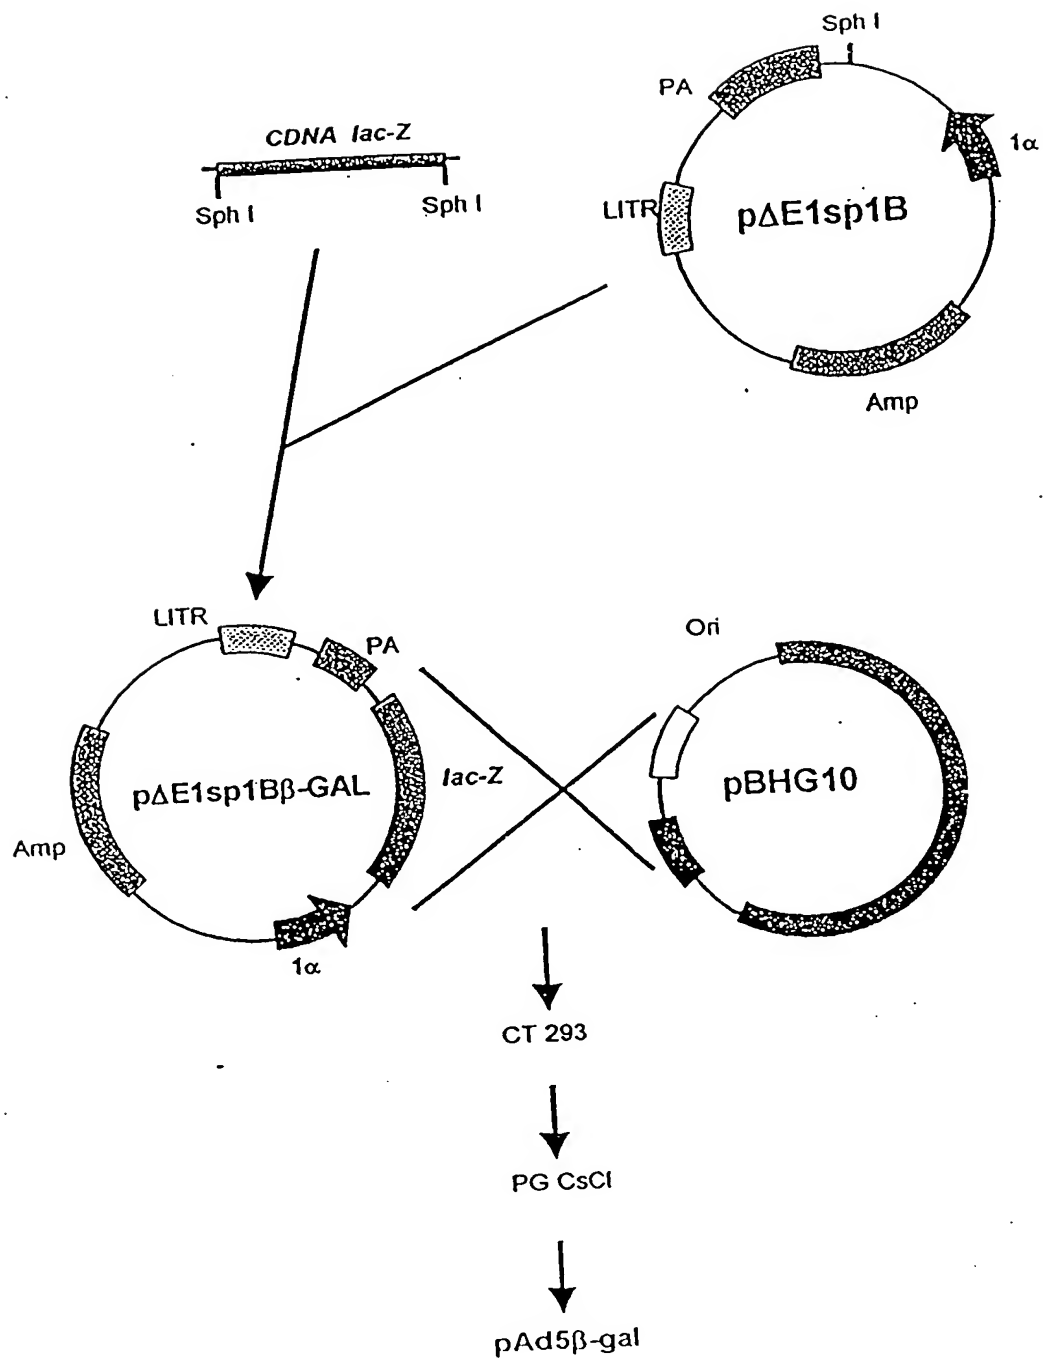 Sph I
PA
CDNA lac-Z
1α
Sph I
Sph I
LITR
pΔE1sp1B
Amp
LITR
PA
Ori
pΔE1sp1Bβ-GAL
lac-Z
pBHG10
Amp
1α
CT 293
PG CsCl
pAd5β-gal